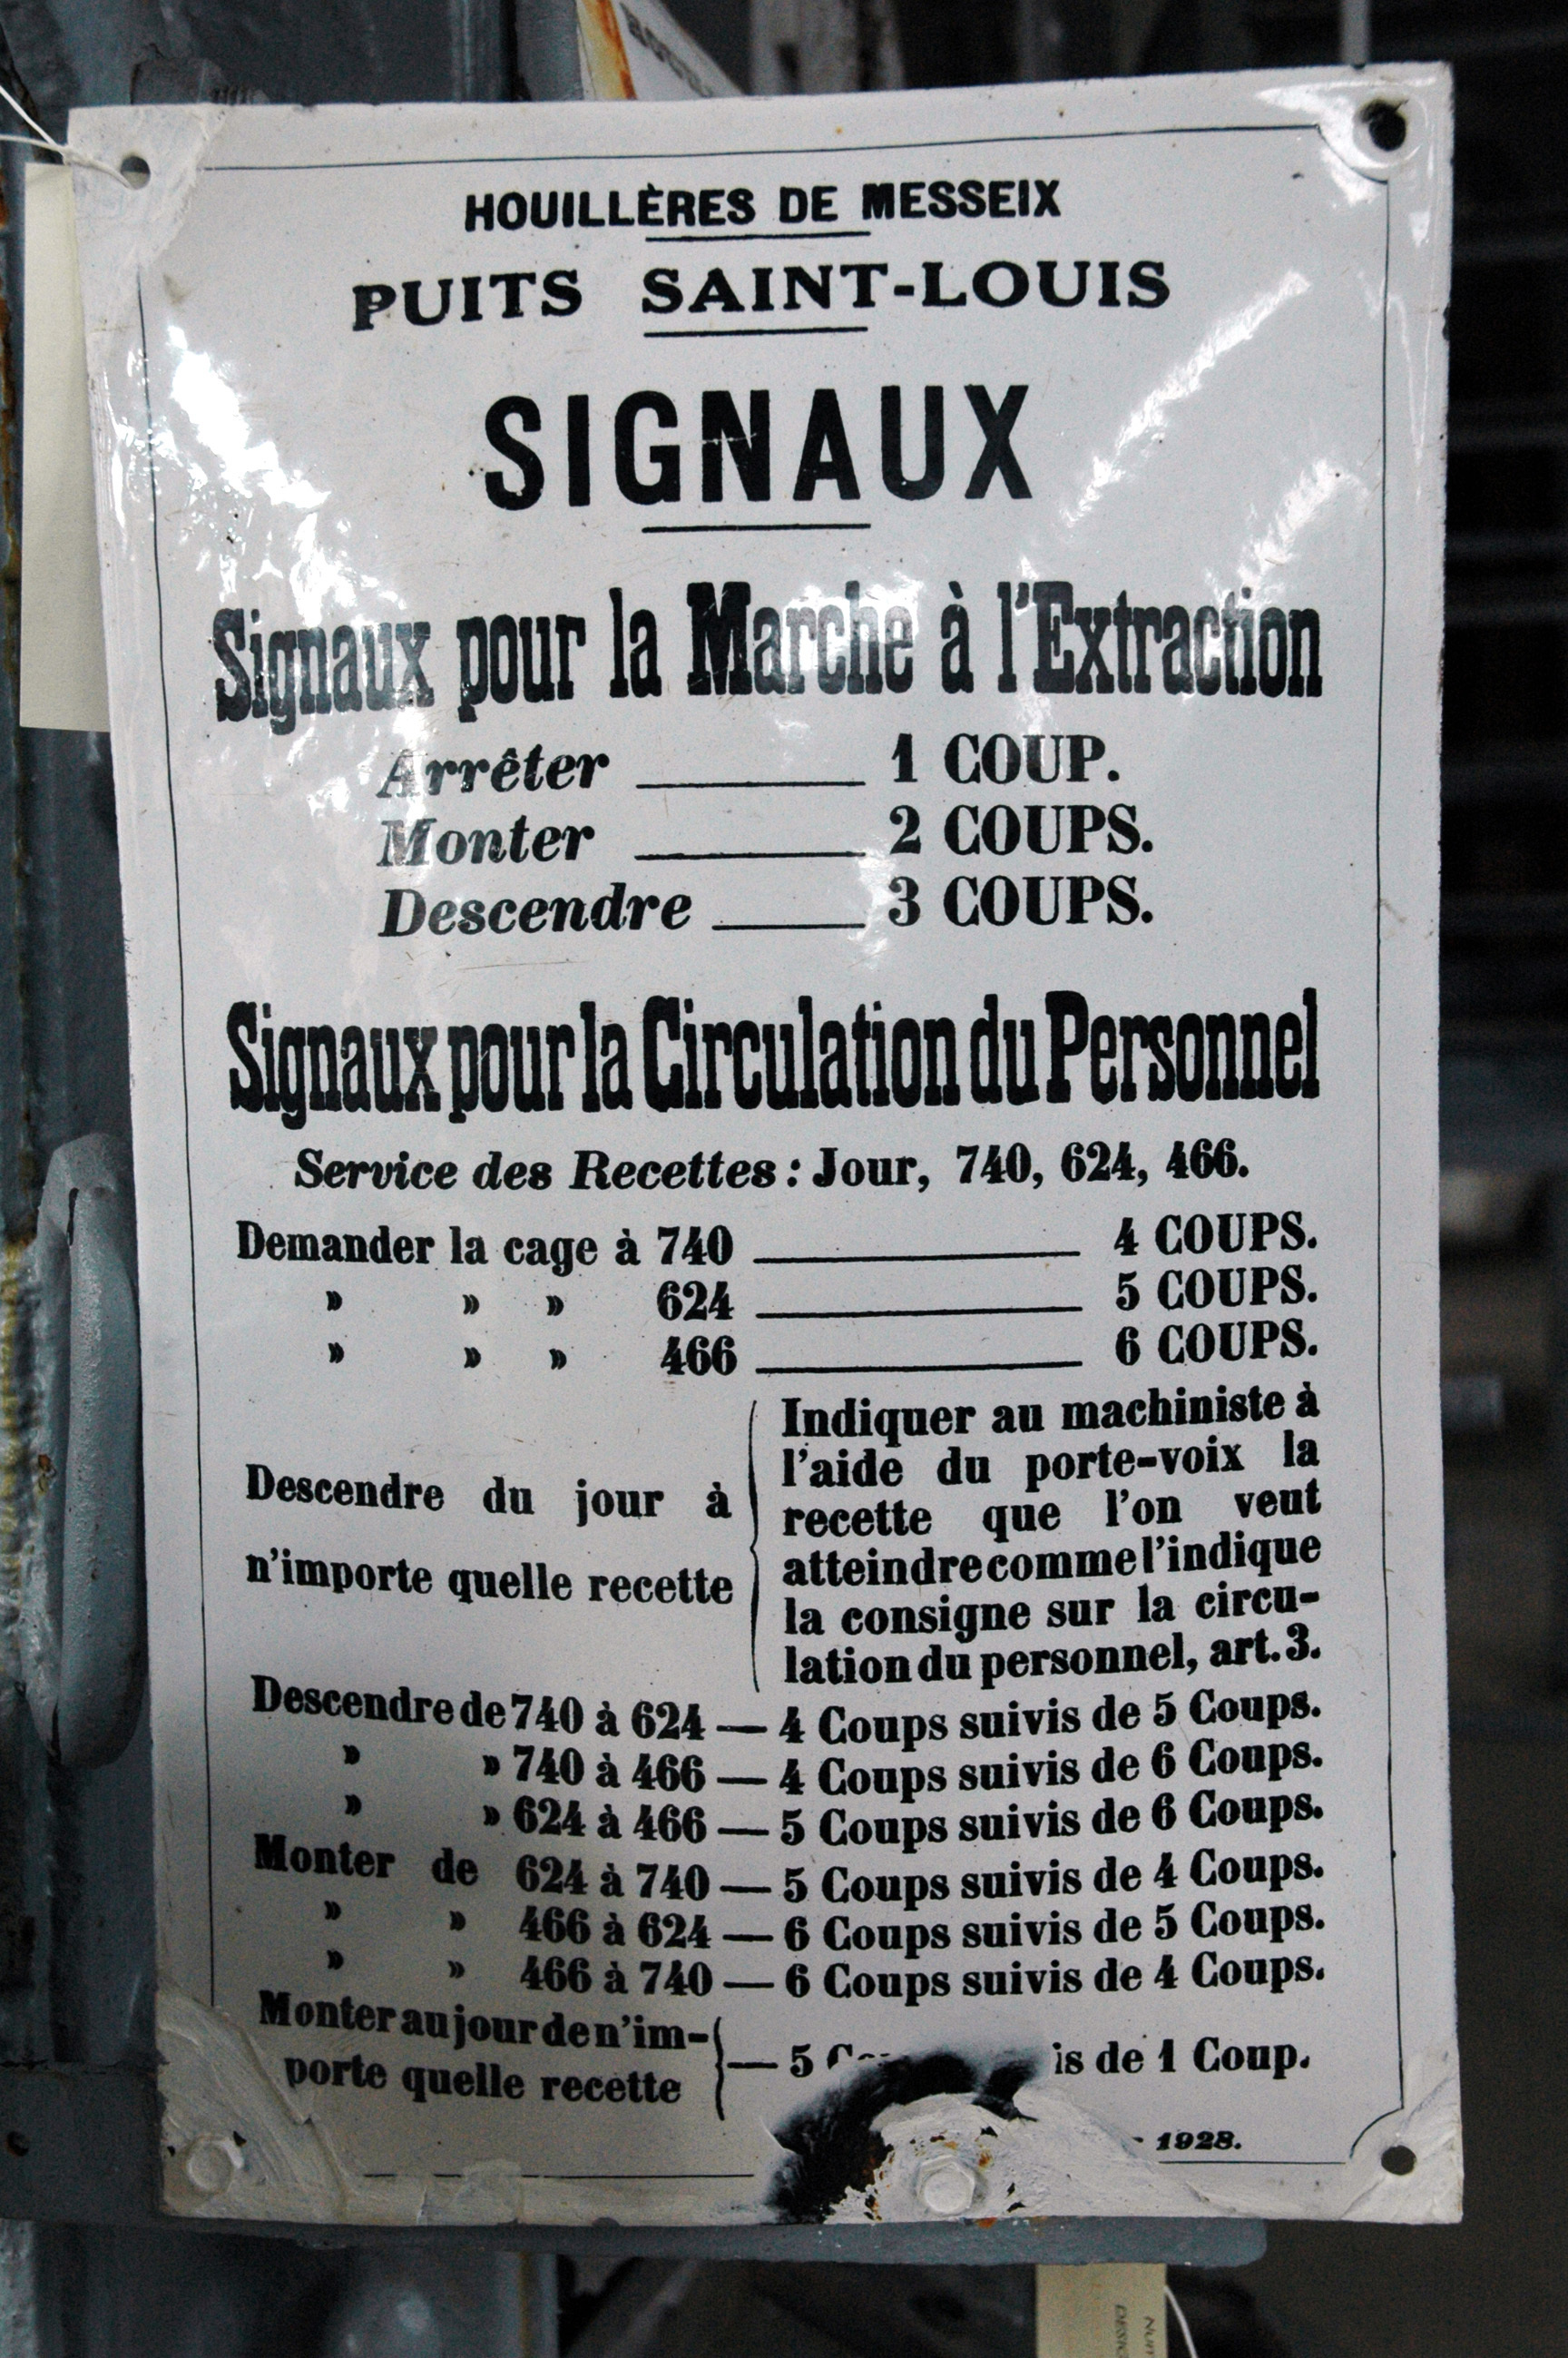 HOUILLÈRES DE MESSEIX
PUITS SAINT-LOUIS
SIGNAUX
Signaux pour la Marche à l'Extraction
Arrêter 1 COUP.
Monter 2 COUPS.
Descendre 3 COUPS.
Signaux pour la Circulation du Personnel
Service des Recettes : Jour, 740, 624, 466.
Demander la cage à 740 4 COUPS.
» » » 624 5 COUPS.
» » » 466 6 COUPS.
Descendre du jour à
n'importe quelle recette
Indiquer au machiniste à
l'aide du porte-voix la
recette que l'on veut
atteindre comme l'indique
la consigne sur la circu-
lation du personnel, art. 3.
Descendre de 740 à 624 — 4 Coups suivis de 5 Coups.
» » 740 à 466 — 4 Coups suivis de 6 Coups.
» » 624 à 466 — 5 Coups suivis de 6 Coups.
Monter de 624 à 740 — 5 Coups suivis de 4 Coups.
» » 466 à 624 — 6 Coups suivis de 5 Coups.
» » 466 à 740 — 6 Coups suivis de 4 Coups.
Monter au jour de n'im-
porte quelle recette
— 5 is de 1 Coup.
1928.